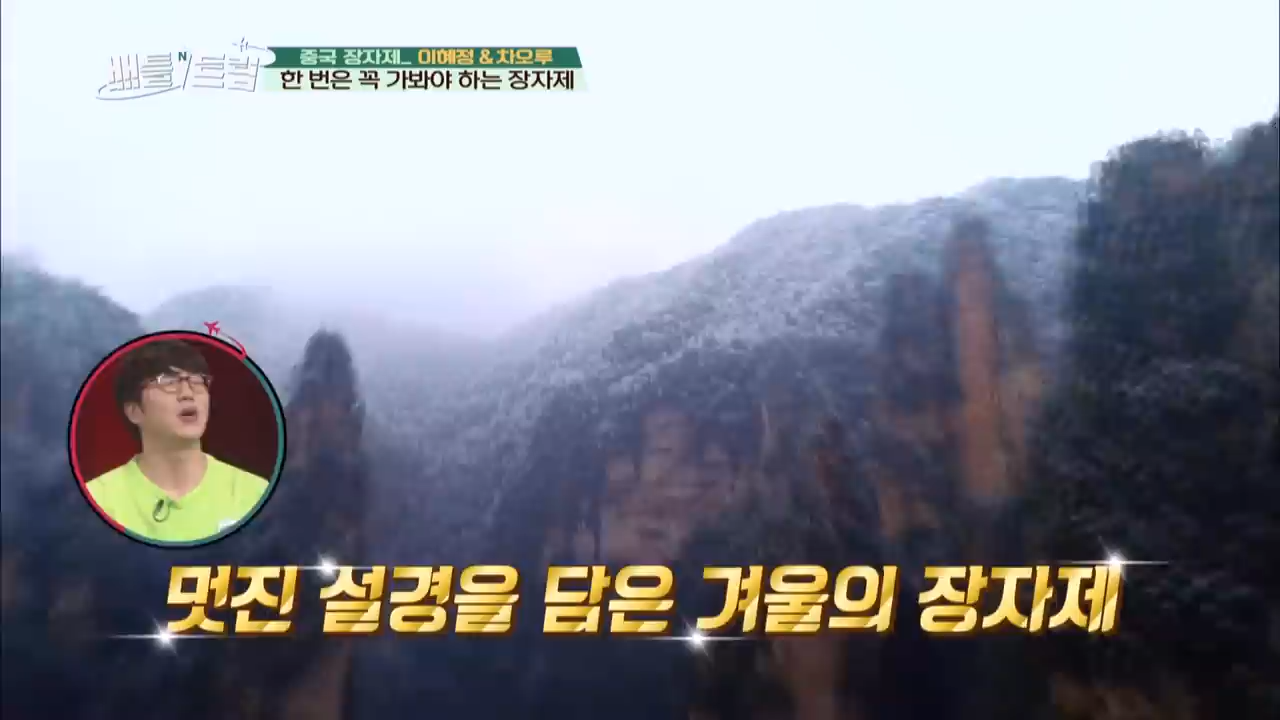 배틀N트립
중국 장자제_ 이혜정 & 차오루
한 번은 꼭 가봐야 하는 장자제
멋진 설경을 담은 겨울의 장자제